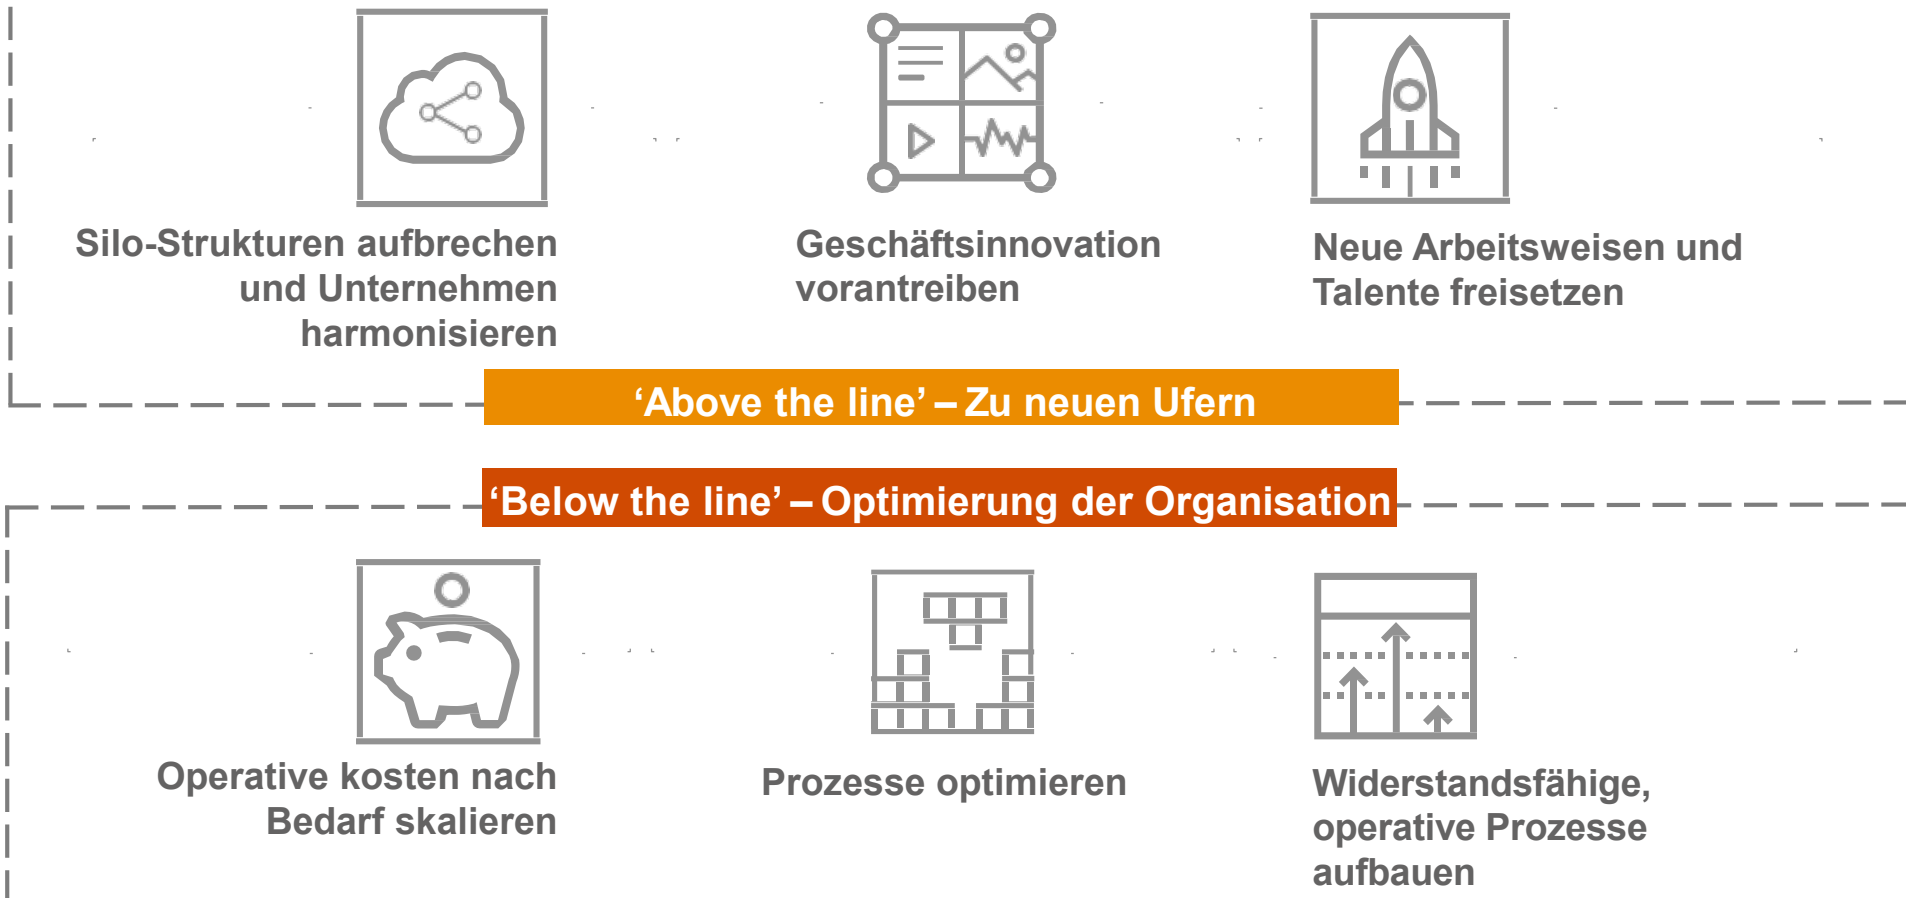 Silo-Strukturen aufbrechen
und Unternehmen
harmonisieren
Geschäftsinnovation
vorantreiben
Neue Arbeitsweisen und
Talente freisetzen
‘Above the line’ – Zu neuen Ufern
‘Below the line’ – Optimierung der Organisation
Operative kosten nach
Bedarf skalieren
Prozesse optimieren
Widerstandsfähige,
operative Prozesse
aufbauen